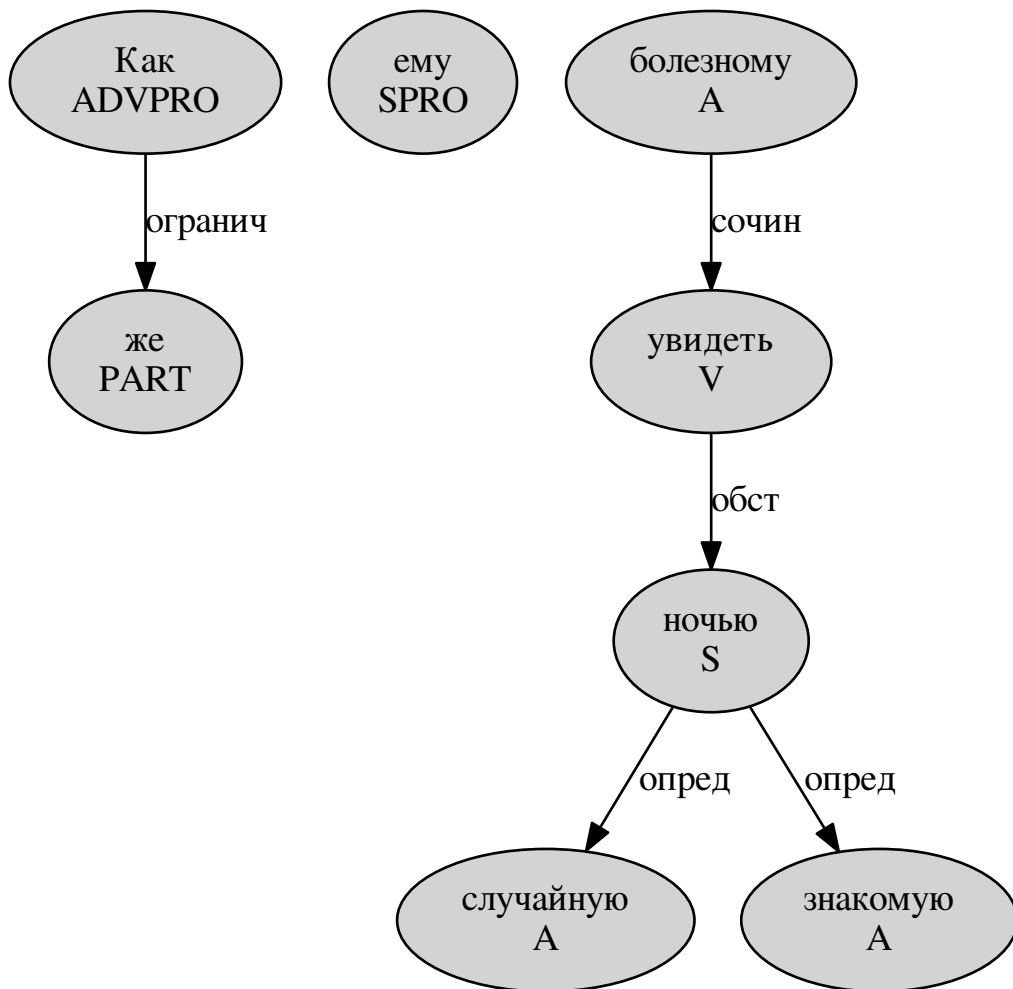 Как
ADVPRO
ему
SPRO
болезному
A
огранич
сочин
же
PART
увидеть
V
обст
ночью
S
опред
опред
случайную
A
знакомую
A